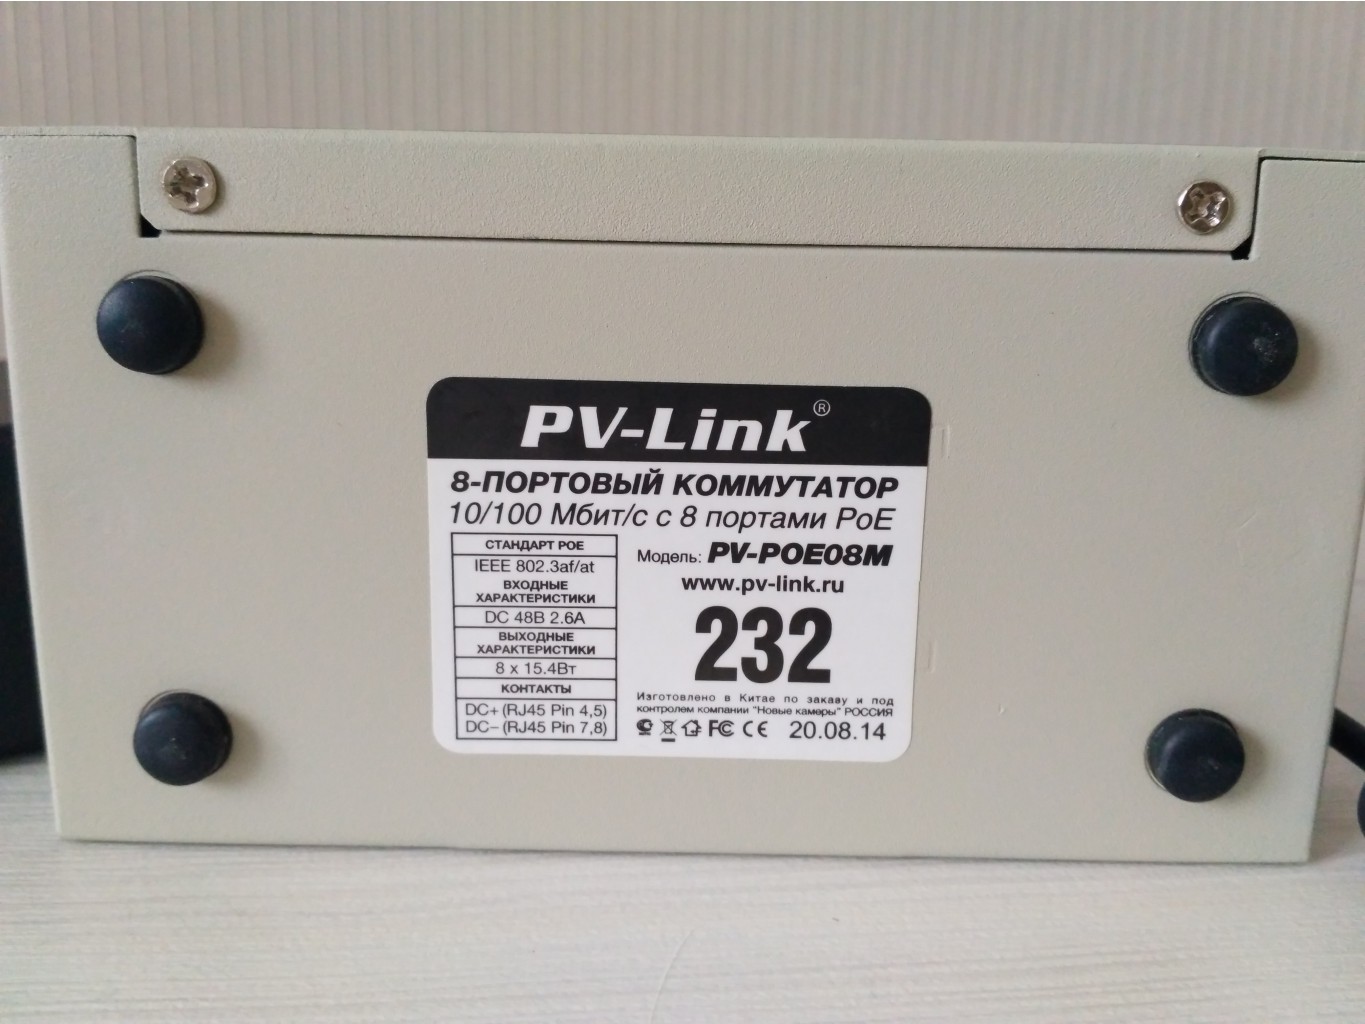 PV-Link®
8-ПОРТОВЫЙ КОММУТАТОР
10/100 Мбит/с с 8 портами PoE
СТАНДАРТ POE
IEEE 802.3af/at
ВХОДНЫЕ
ХАРАКТЕРИСТИКИ
DC 48В 2.6А
ВЫХОДНЫЕ
ХАРАКТЕРИСТИКИ
8 x 15.4Вт
КОНТАКТЫ
DC+ (RJ45 Pin 4,5)
DC– (RJ45 Pin 7,8)
Модель: PV-POE08M
www.pv-link.ru
232
Изготовлено в Китае по заказу и под
контролем компании "Новые камеры" РОССИЯ
FC CE 20.08.14